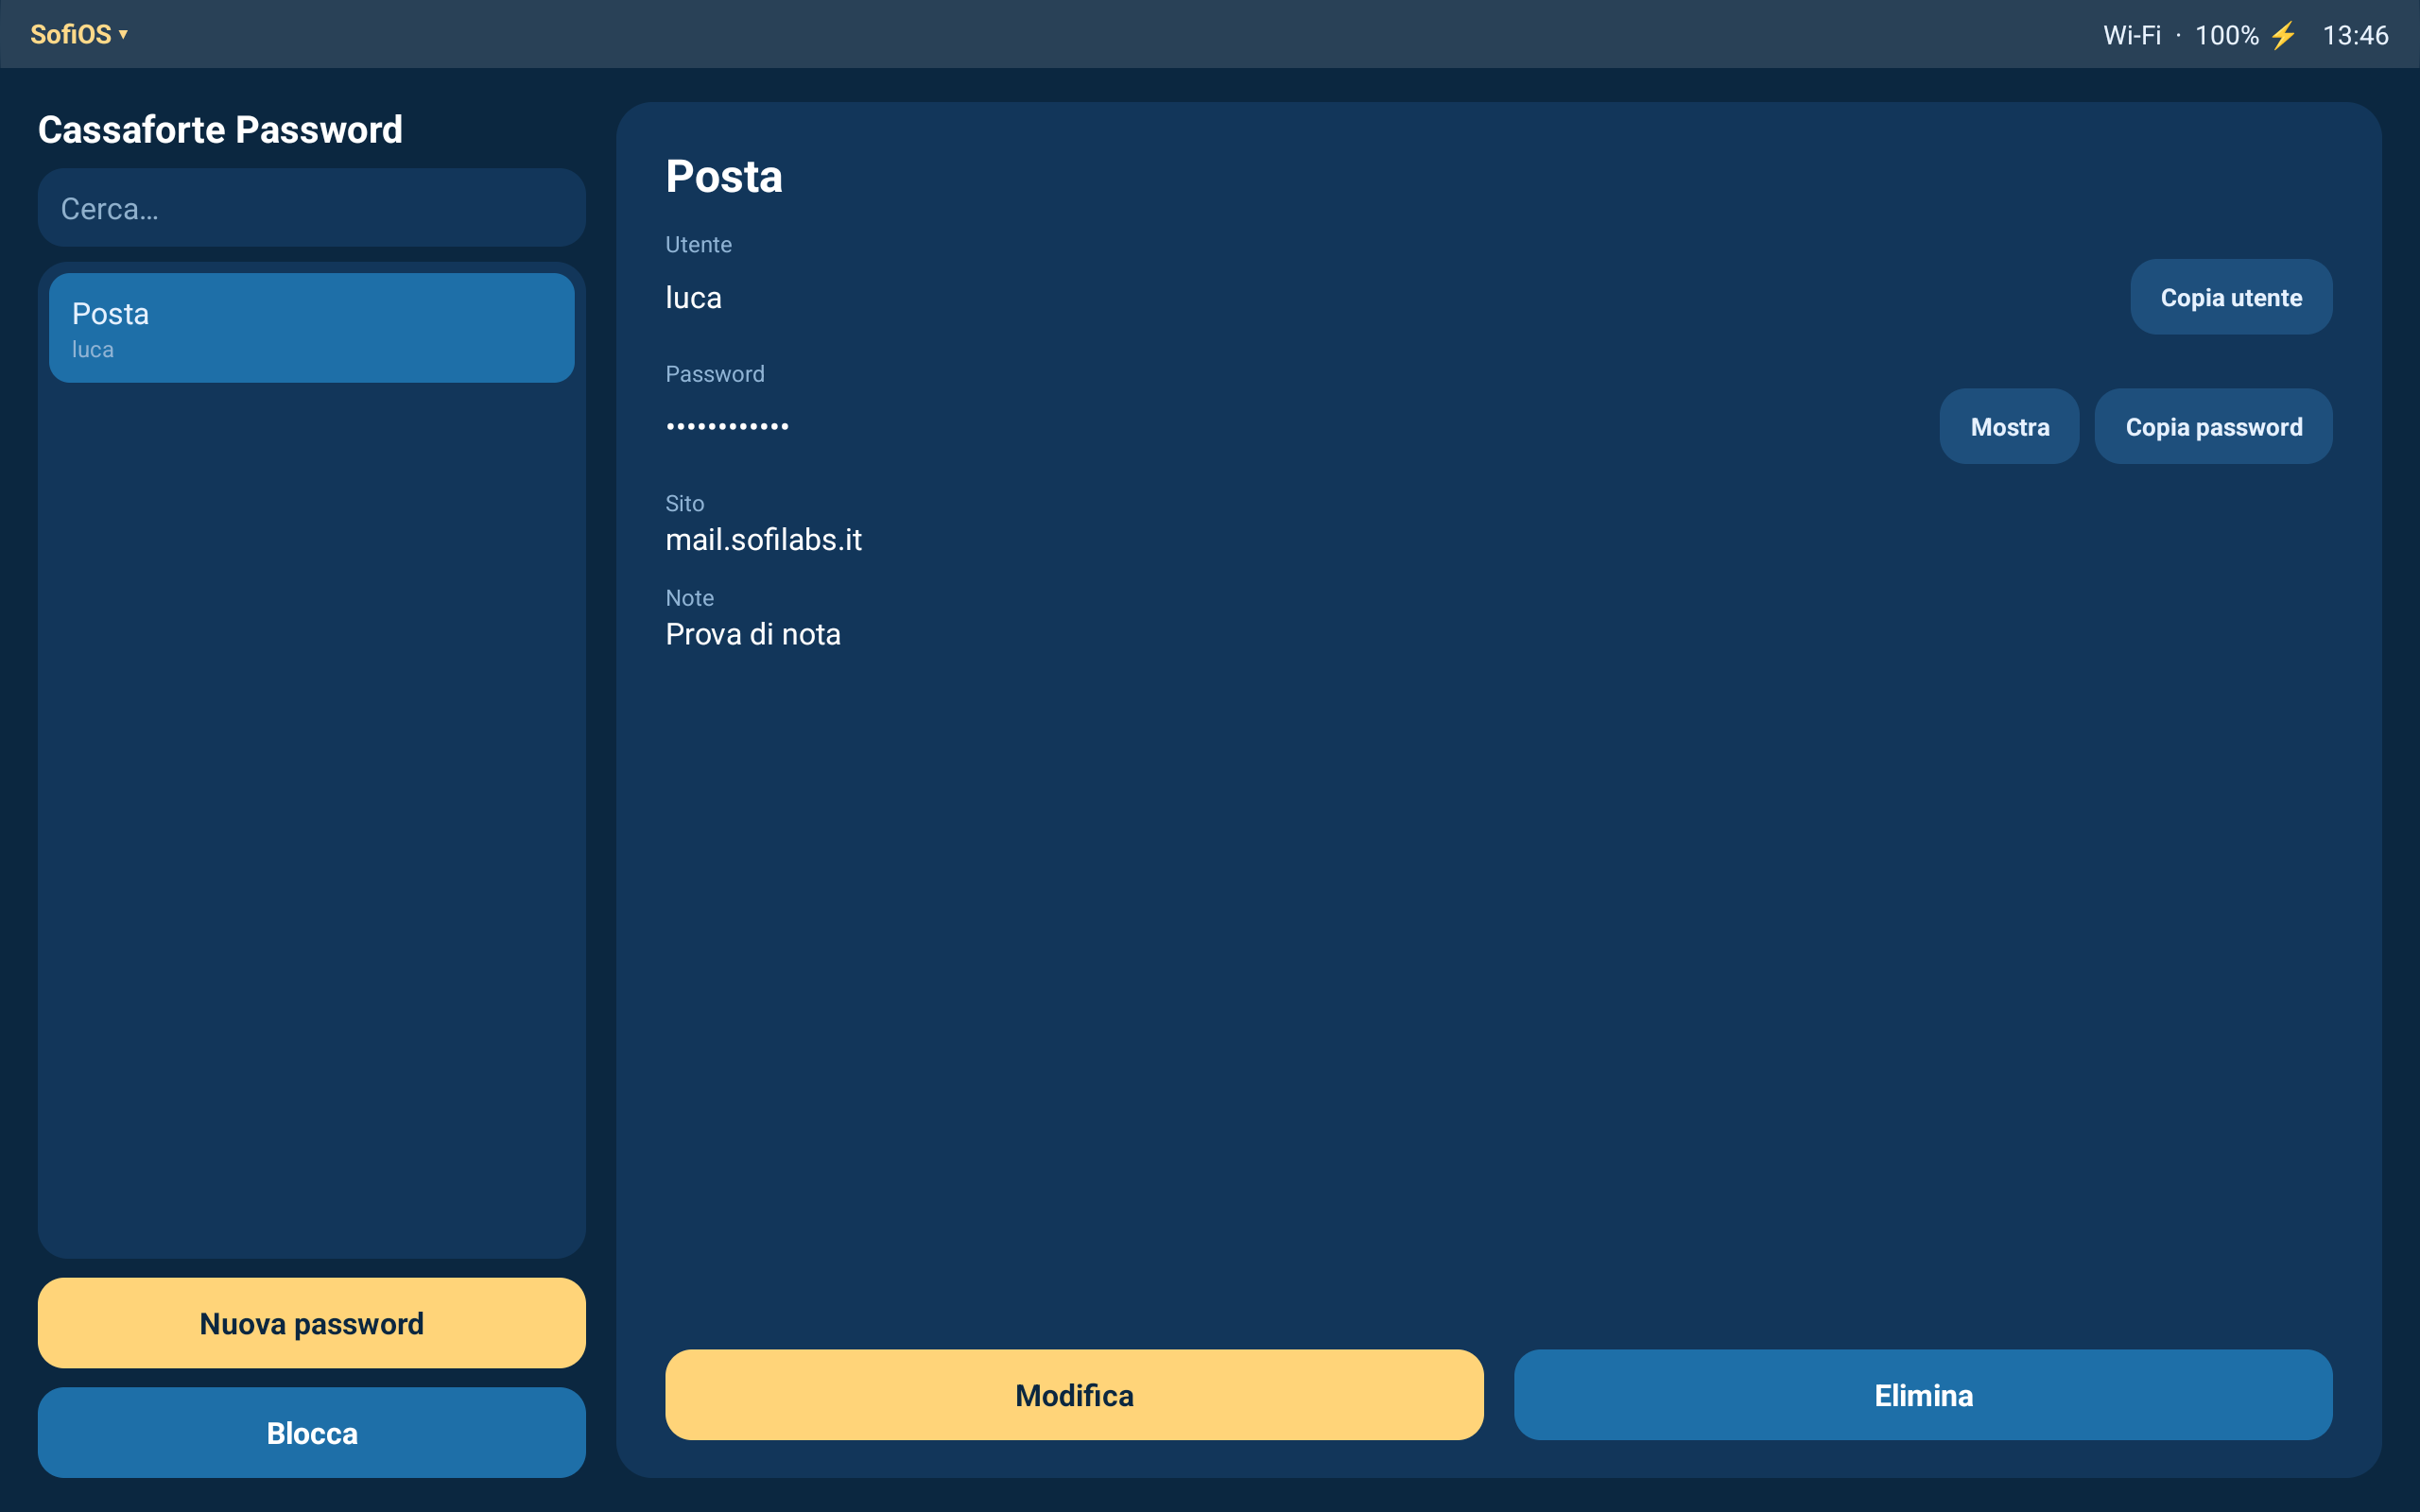 SofiOS ▾
Wi-Fi · 100% ⚡ 13:46
Cassaforte Password
Cerca...
Posta
luca
Nuova password
Blocca
Posta
Utente
luca
Copia utente
Password
••••••••••••
Mostra
Copia password
Sito
mail.sofilabs.it
Note
Prova di nota
Modifica
Elimina